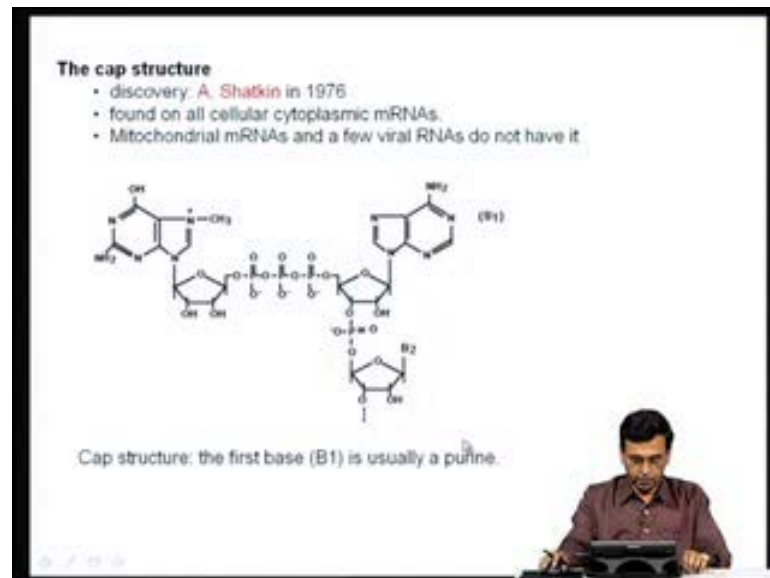 The cap structure
• discovery: A. Shatkin in 1976
• found on all cellular cytoplasmic mRNAs.
• Mitochondrial mRNAs and a few viral RNAs do not have it
OH
NH₂
N
N
+
N
CH₃
N
N
(B₁)
NH₂
N
N
N
N
O O O
O P O P O P O
O⁻ O⁻ O⁻
OH OH
O OH
⁻O P = O
O
B₂
O
O OH
Cap structure: the first base (B1) is usually a purine.